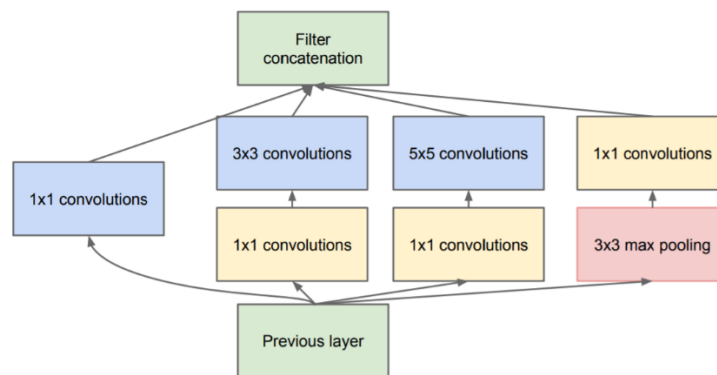 Filter
concatenation
3x3 convolutions
5x5 convolutions
1x1 convolutions
1x1 convolutions
1x1 convolutions
1x1 convolutions
3x3 max pooling
Previous layer